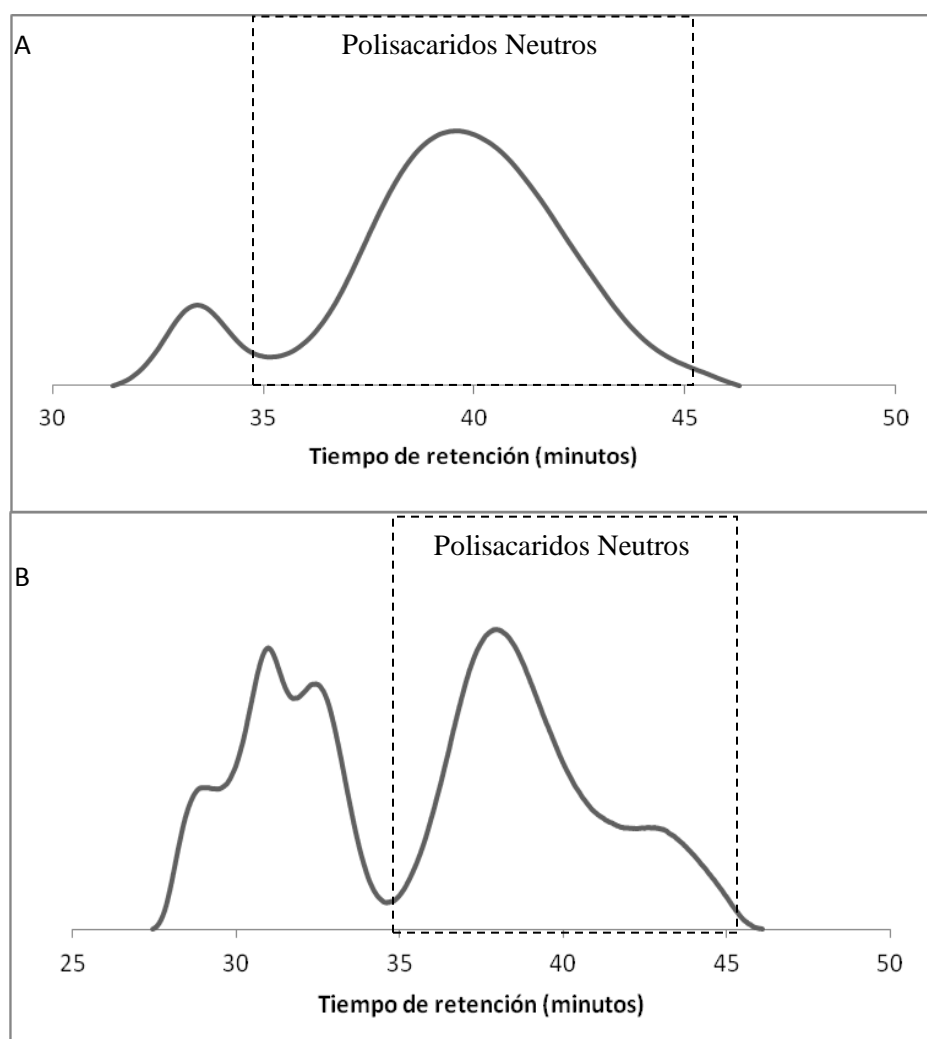 A
Polisacaridos Neutros
30 35 40 45 50
Tiempo de retención (minutos)
B
Polisacaridos Neutros
25 30 35 40 45 50
Tiempo de retención (minutos)